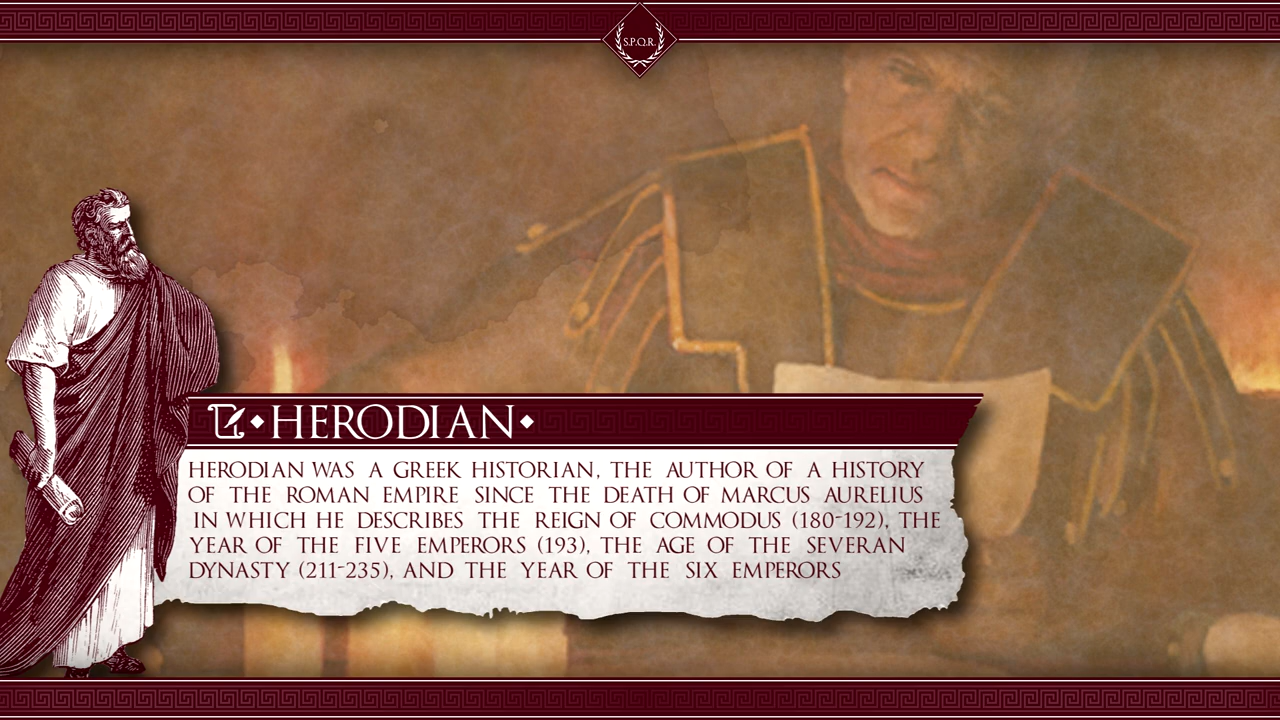 S.P.Q.R.
HERODIAN
HERODIAN WAS A GREEK HISTORIAN, THE AUTHOR OF A HISTORY
OF THE ROMAN EMPIRE SINCE THE DEATH OF MARCUS AURELIUS
IN WHICH HE DESCRIBES THE REIGN OF COMMODUS (180-192), THE
YEAR OF THE FIVE EMPERORS (193), THE AGE OF THE SEVERAN
DYNASTY (211-235), AND THE YEAR OF THE SIX EMPERORS